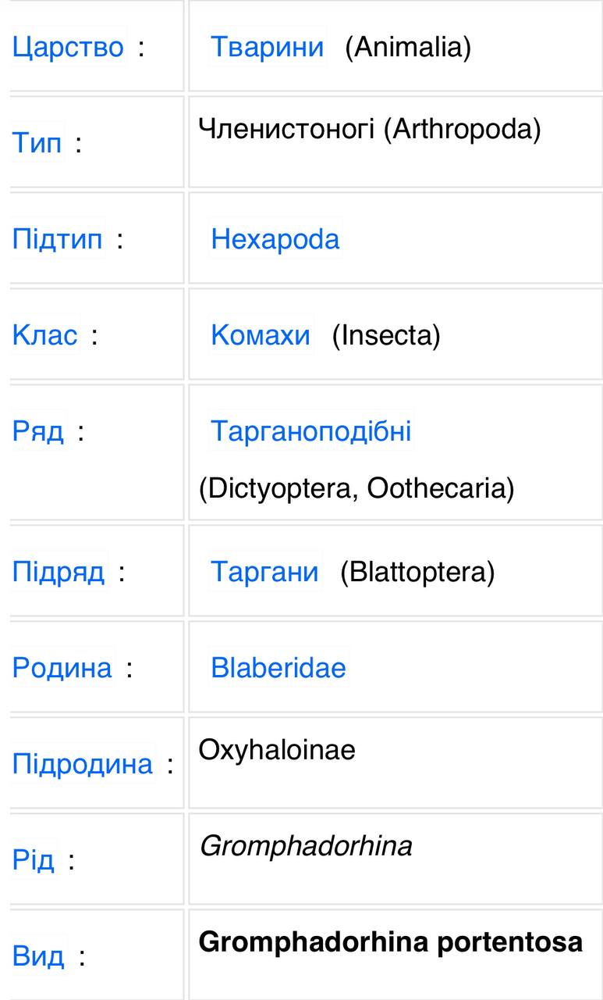 Царство : Тварини (Animalia)
Тип : Членистоногі (Arthropoda)
Підтип : Hexapoda
Клас : Комахи (Insecta)
Ряд : Тарганоподібні
(Dictyoptera, Oothecaria)
Підряд : Таргани (Blattoptera)
Родина : Blaberidae
Підродина : Oxyhaloinae
Рід : Gromphadorhina
Вид : Gromphadorhina portentosa